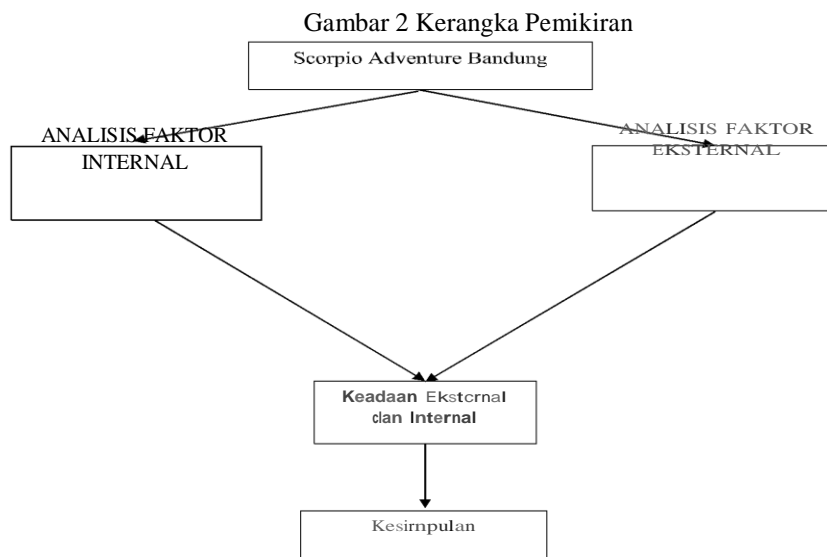 Gambar 2 Kerangka Pemikiran
Scorpio Adventure Bandung
ANALISIS FAKTOR
INTERNAL
ANALISIS FAKTOR
EKSTERNAL
Keadaan Ekstcrnal
clan Internal
Kesirnpulan